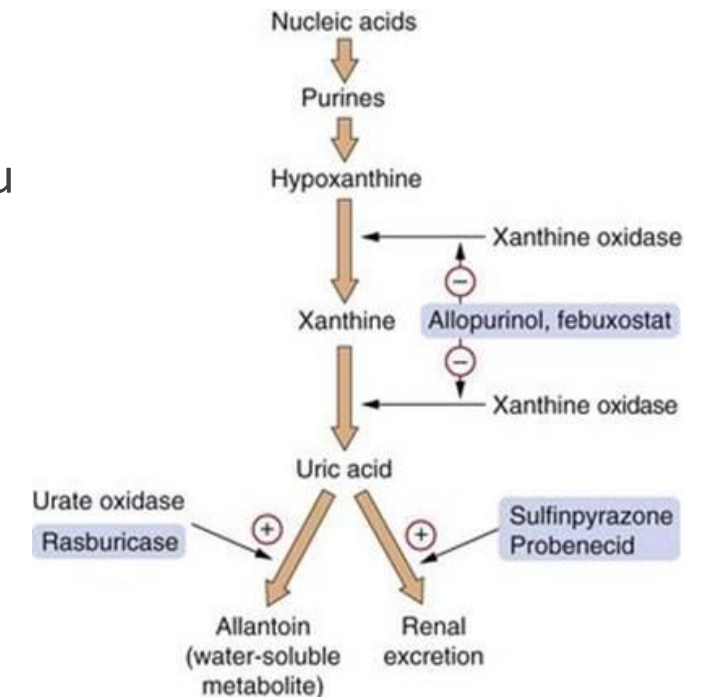 Nucleic acids
Purines
u
Hypoxanthine
Xanthine oxidase
−
Xanthine
Allopurinol, febuxostat
−
Xanthine oxidase
Uric acid
Urate oxidase
Rasburicase
+
+
Sulfinpyrazone
Probenecid
Allantoin
(water-soluble
metabolite)
Renal
excretion